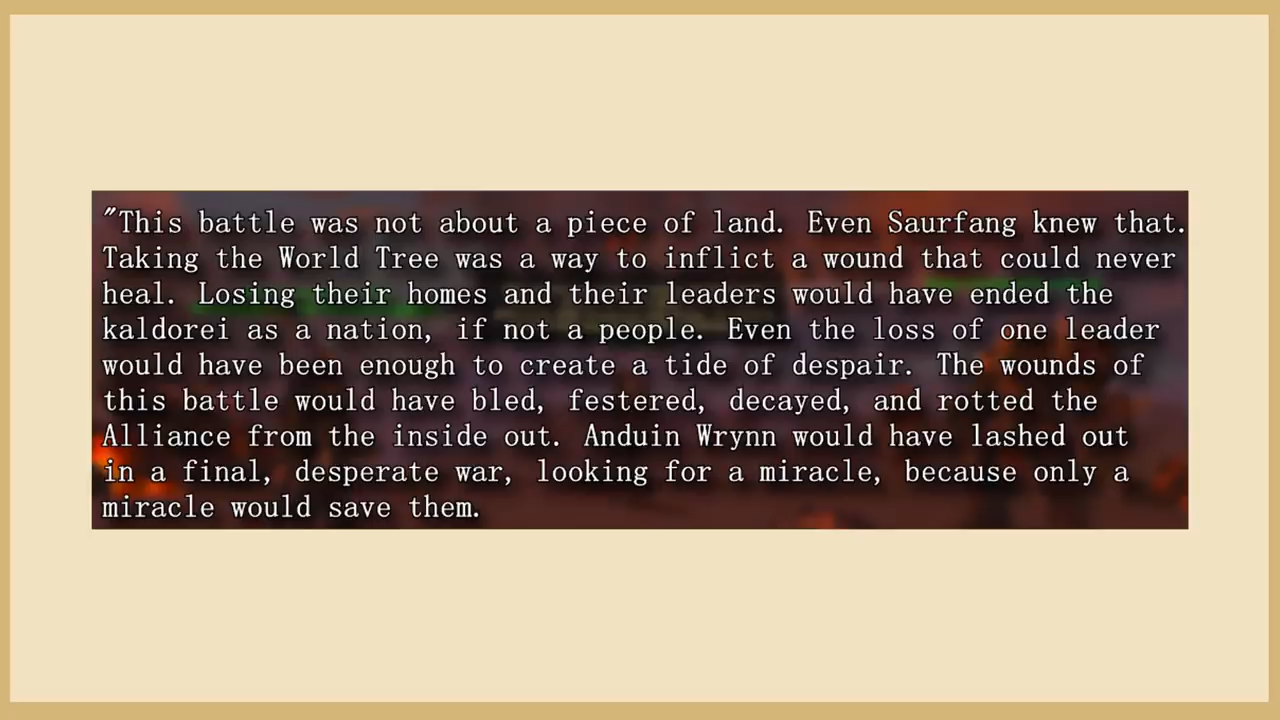 "This battle was not about a piece of land. Even Saurfang knew that.
Taking the World Tree was a way to inflict a wound that could never
heal. Losing their homes and their leaders would have ended the
kaldorei as a nation, if not a people. Even the loss of one leader
would have been enough to create a tide of despair. The wounds of
this battle would have bled, festered, decayed, and rotted the
Alliance from the inside out. Anduin Wrynn would have lashed out
in a final, desperate war, looking for a miracle, because only a
miracle would save them.